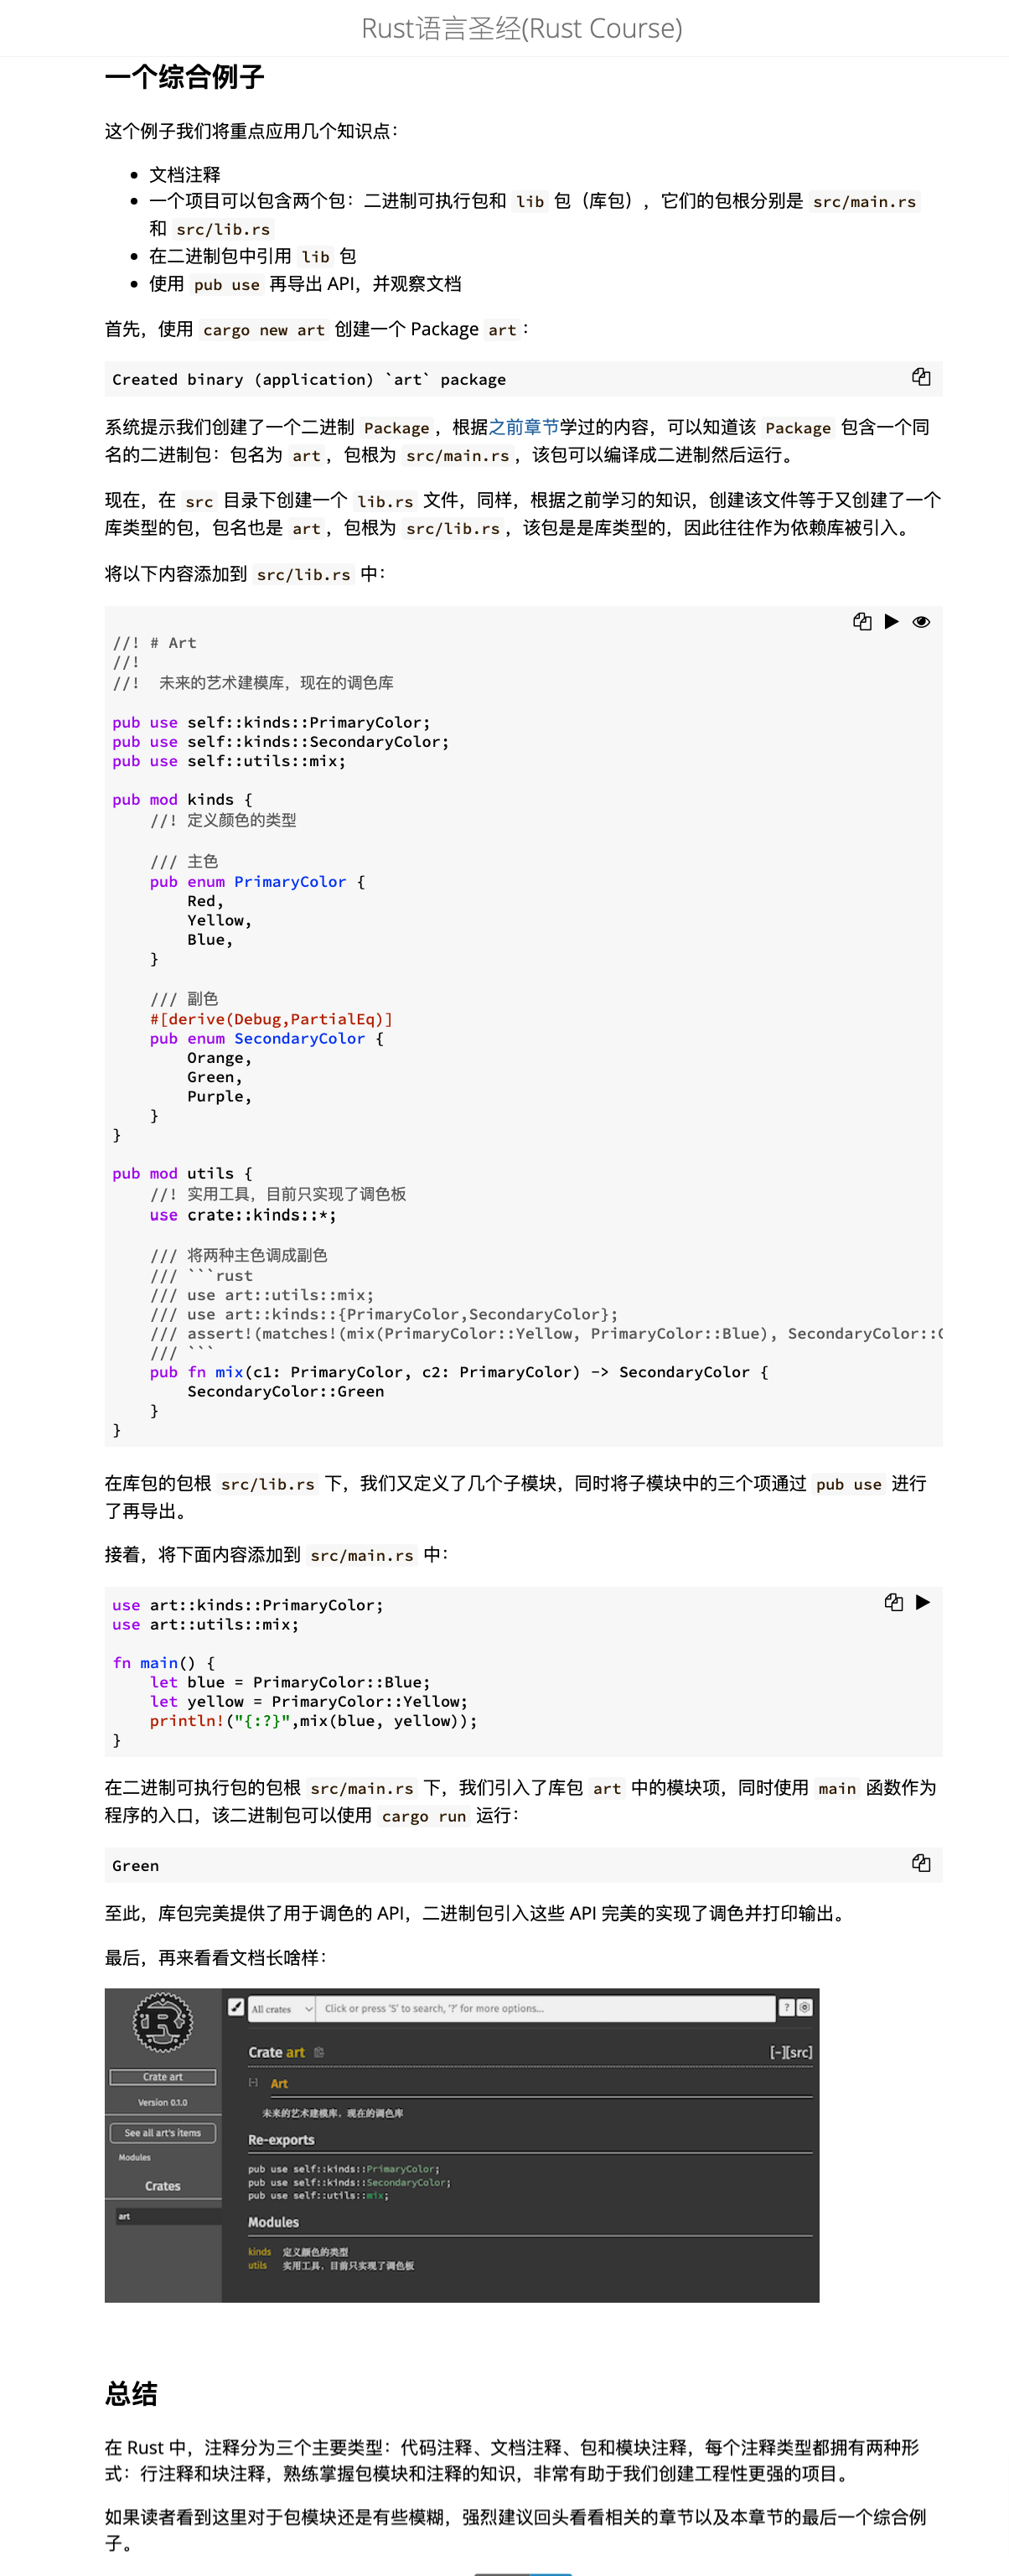 Rust语言圣经(Rust Course)
一个综合例子
这个例子我们将重点应用几个知识点：
• 文档注释
• 一个项目可以包含两个包：二进制可执行包和 lib 包（库包），它们的包根分别是 src/main.rs
和 src/lib.rs
• 在二进制包中引用 lib 包
• 使用 pub use 再导出 API，并观察文档
首先，使用 cargo new art 创建一个 Package art：
Created binary (application) `art` package
系统提示我们创建了一个二进制 Package，根据之前章节学过的内容，可以知道该 Package 包含一个同
名的二进制包：包名为 art，包根为 src/main.rs，该包可以编译成二进制然后运行。
现在，在 src 目录下创建一个 lib.rs 文件，同样，根据之前学习的知识，创建该文件等于又创建了一个
库类型的包，包名也是 art，包根为 src/lib.rs，该包是是库类型的，因此往往作为依赖库被引入。
将以下内容添加到 src/lib.rs 中：
//! # Art
//!
//!  未来的艺术建模库，现在的调色库
pub use self::kinds::PrimaryColor;
pub use self::kinds::SecondaryColor;
pub use self::utils::mix;
pub mod kinds {
    //! 定义颜色的类型
    /// 主色
    pub enum PrimaryColor {
        Red,
        Yellow,
        Blue,
    }
    /// 副色
    #[derive(Debug,PartialEq)]
    pub enum SecondaryColor {
        Orange,
        Green,
        Purple,
    }
}
pub mod utils {
    //! 实用工具，目前只实现了调色板
    use crate::kinds::*;
    /// 将两种主色调成副色
    /// ```rust
    /// use art::utils::mix;
    /// use art::kinds::{PrimaryColor,SecondaryColor};
    /// assert!(matches!(mix(PrimaryColor::Yellow, PrimaryColor::Blue), SecondaryColor::
    /// ```
    pub fn mix(c1: PrimaryColor, c2: PrimaryColor) -> SecondaryColor {
        SecondaryColor::Green
    }
}
在库包的包根 src/lib.rs 下，我们又定义了几个子模块，同时将子模块中的三个项通过 pub use 进行
了再导出。
接着，将下面内容添加到 src/main.rs 中：
use art::kinds::PrimaryColor;
use art::utils::mix;
fn main() {
    let blue = PrimaryColor::Blue;
    let yellow = PrimaryColor::Yellow;
    println!("{:?}",mix(blue, yellow));
}
在二进制可执行包的包根 src/main.rs 下，我们引入了库包 art 中的模块项，同时使用 main 函数作为
程序的入口，该二进制包可以使用 cargo run 运行：
Green
至此，库包完美提供了用于调色的 API，二进制包引入这些 API 完美的实现了调色并打印输出。
最后，再来看看文档长啥样：
All crates Click or press 'S' to search, '?' for more options... ?
Crate art [-][src]
Crate art
[-] Art
Version 0.1.0
未来的艺术建模库，现在的调色库
See all art's items
Re-exports
Modules
pub use self::kinds::PrimaryColor;
pub use self::kinds::SecondaryColor;
pub use self::utils::mix;
Crates
art
Modules
kinds 定义颜色的类型
utils 实用工具，目前只实现了调色板
总结
在 Rust 中，注释分为三个主要类型：代码注释、文档注释、包和模块注释，每个注释类型都拥有两种形
式：行注释和块注释，熟练掌握包模块和注释的知识，非常有助于我们创建工程性更强的项目。
如果读者看到这里对于包模块还是有些模糊，强烈建议回头看看相关的章节以及本章节的最后一个综合例
子。